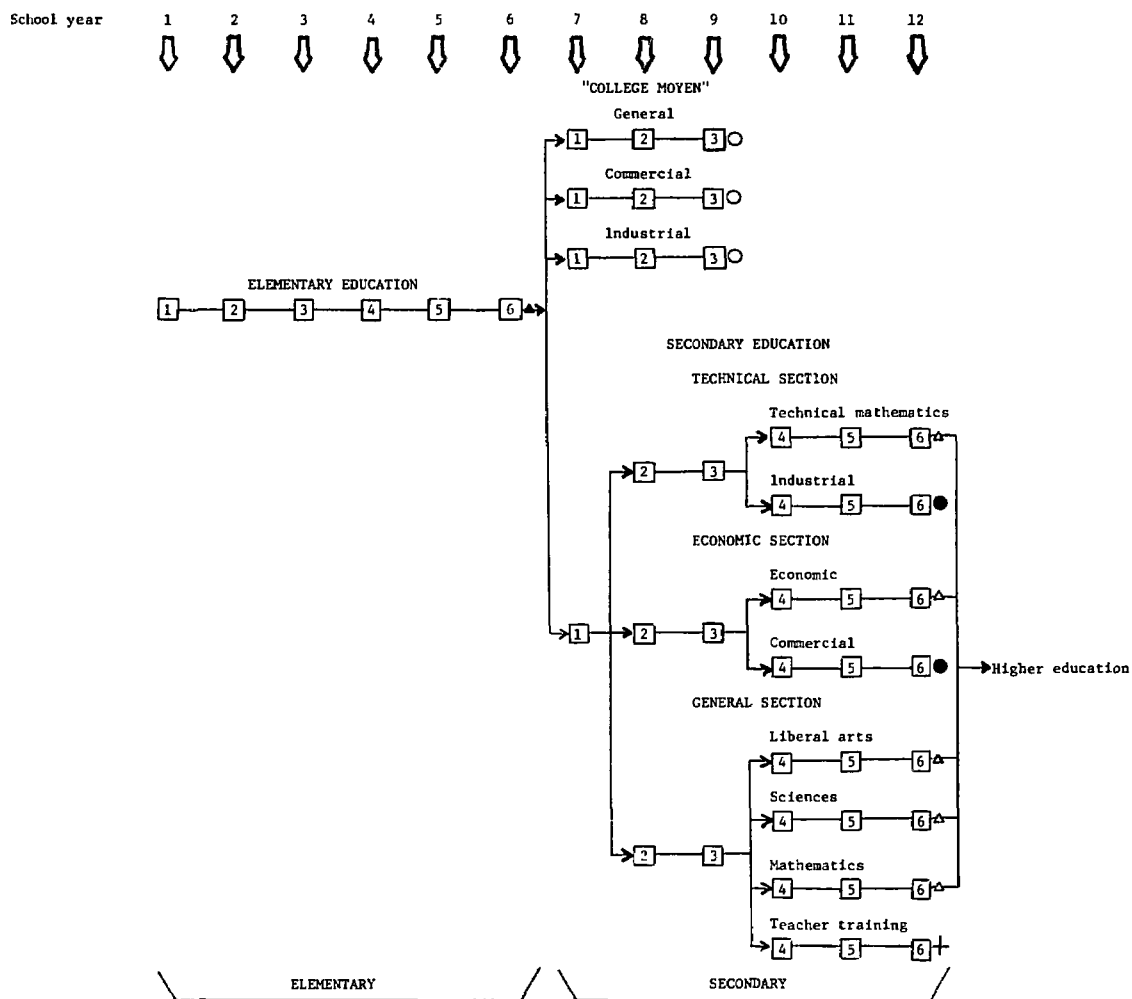 School year 1 2 3 4 5 6 7 8 9 10 11 12
"COLLEGE MOYEN"
General
1 2 3
Commercial
1 2 3
Industrial
1 2 3
ELEMENTARY EDUCATION
1 2 3 4 5 6
SECONDARY EDUCATION
TECHNICAL SECTION
Technical mathematics
4 5 6
2 3
Industrial
4 5 6
ECONOMIC SECTION
Economic
4 5 6
1 2 3
Commercial
4 5 6
Higher education
GENERAL SECTION
Liberal arts
4 5 6
Sciences
4 5 6
2 3
Mathematics
4 5 6
Teacher training
4 5 6
ELEMENTARY SECONDARY